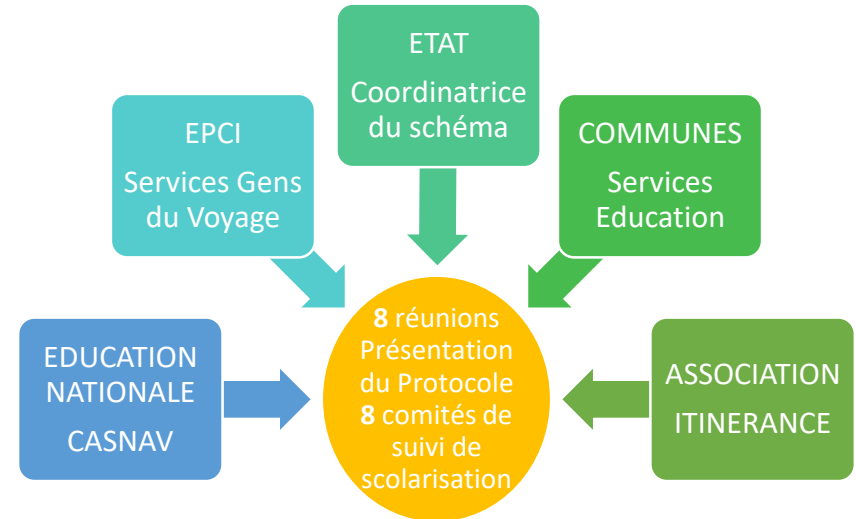 ETAT
Coordinatrice
du schéma
EPCI
Services Gens
du Voyage
COMMUNES
Services
Education
EDUCATION
NATIONALE
CASNAV
8 réunions
Présentation
du Protocole
8 comités de
suivi de
scolarisation
ASSOCIATION
ITINERANCE